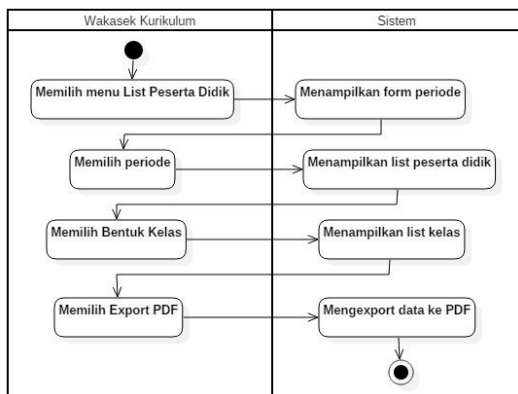 Wakasek Kurikulum
Sistem
Memilih menu List Peserta Didik
Menampilkan form periode
Memilih periode
Menampilkan list peserta didik
Memilih Bentuk Kelas
Menampilkan list kelas
Memilih Export PDF
Mengexport data ke PDF